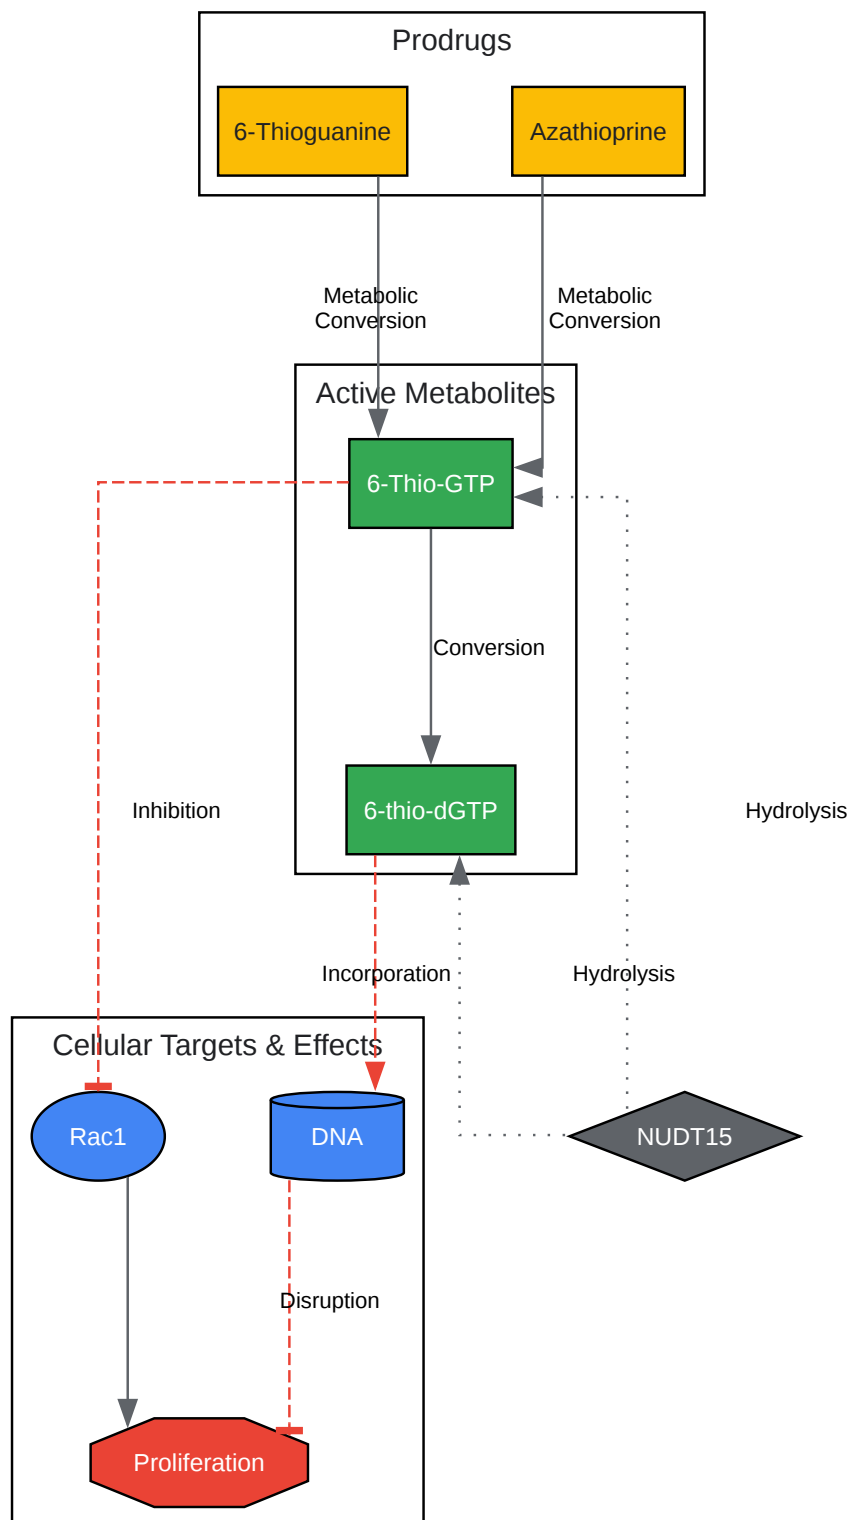 Prodrugs
6-Thioguanine
Azathioprine
Metabolic
Conversion
Metabolic
Conversion
Active Metabolites
6-Thio-GTP
Conversion
6-thio-dGTP
Inhibition
Hydrolysis
Incorporation
Hydrolysis
Cellular Targets & Effects
Rac1
DNA
NUDT15
Disruption
Proliferation